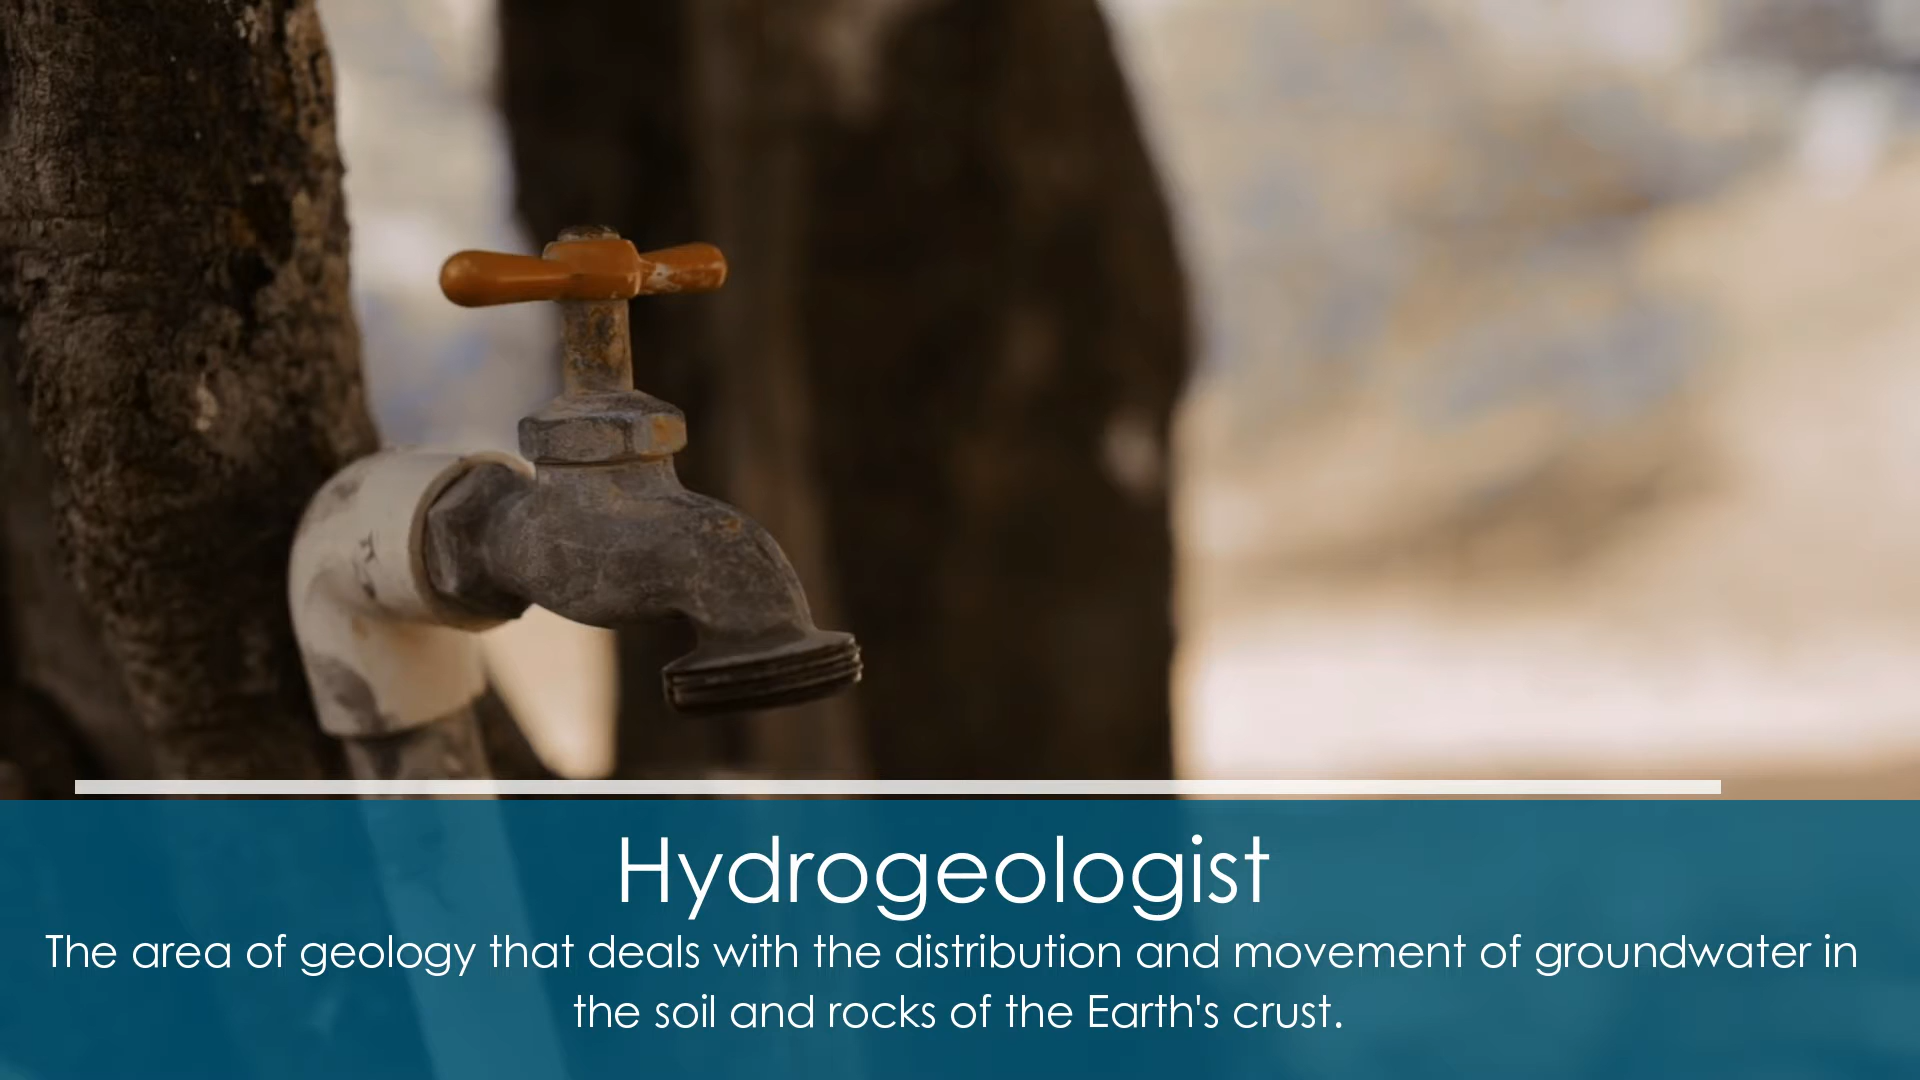 Hydrogeologist
The area of geology that deals with the distribution and movement of groundwater in
the soil and rocks of the Earth's crust.